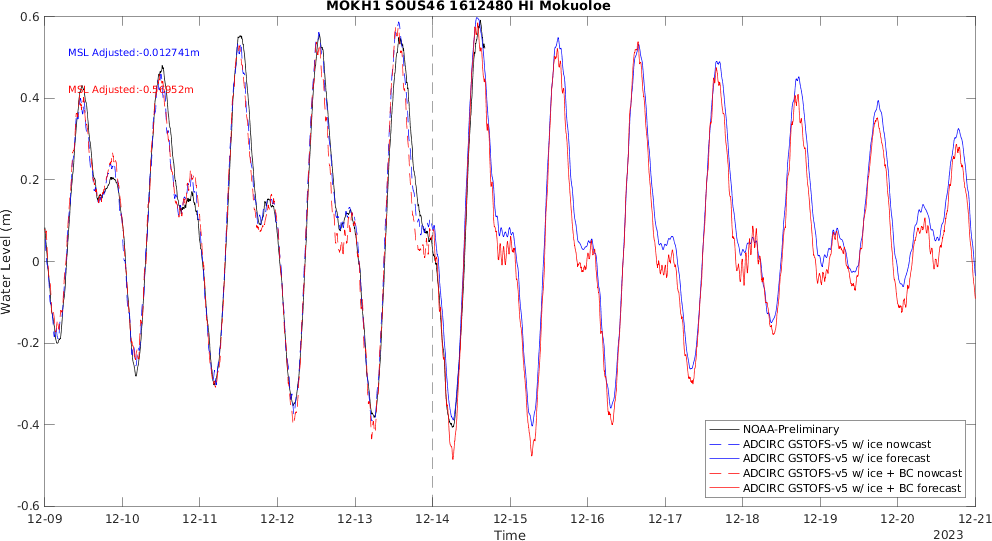 MOKH1 SOUS46 1612480 HI Mokuoloe
0.6
MSL Adjusted:-0.012741m
MSL Adjusted:-0.54952m
0.4
0.2
0
-0.2
-0.4
-0.6
Water Level (m)
NOAA-Preliminary
ADCIRC GSTOFS-v5 w/ ice nowcast
ADCIRC GSTOFS-v5 w/ ice forecast
ADCIRC GSTOFS-v5 w/ ice + BC nowcast
ADCIRC GSTOFS-v5 w/ ice + BC forecast
12-09 12-10 12-11 12-12 12-13 12-14 12-15 12-16 12-17 12-18 12-19 12-20 12-21
Time
2023